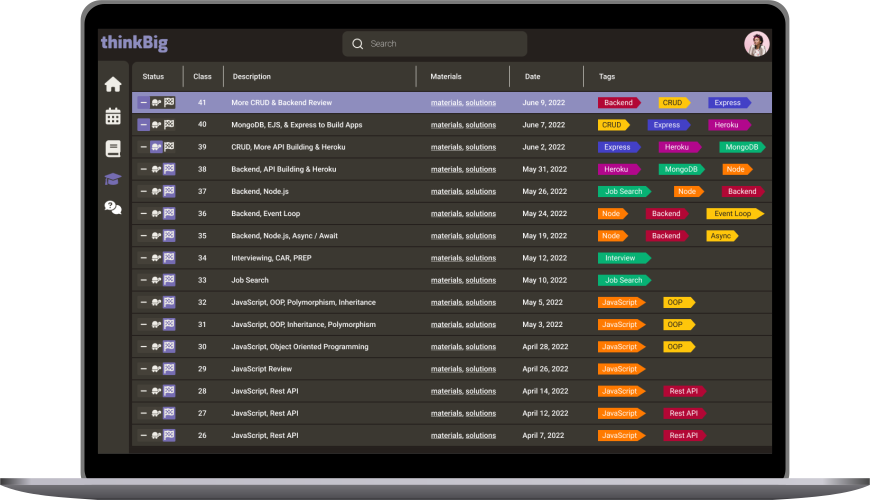 thinkBig
Search
Status Class Description Materials Date Tags
41 More CRUD & Backend Review materials, solutions June 9, 2022 Backend CRUD Express
40 MongoDB, EJS, & Express to Build Apps materials, solutions June 7, 2022 CRUD Express Heroku
39 CRUD, More API Building & Heroku materials, solutions June 2, 2022 Express Heroku MongoDB
38 Backend, API Building & Heroku materials, solutions May 31, 2022 Heroku MongoDB Node
37 Backend, Node.js materials, solutions May 26, 2022 Job Search Node Backend
36 Backend, Event Loop materials, solutions May 24, 2022 Node Backend Event Loop
35 Backend, Node.js, Async / Await materials, solutions May 19, 2022 Node Backend Async
34 Interviewing, CAR, PREP materials, solutions May 12, 2022 Interview
33 Job Search materials, solutions May 10, 2022 Job Search
32 JavaScript, OOP, Polymorphism, Inheritance materials, solutions May 5, 2022 JavaScript OOP
31 JavaScript, OOP, Inheritance, Polymorphism materials, solutions May 3, 2022 JavaScript OOP
30 JavaScript, Object Oriented Programming materials, solutions April 28, 2022 JavaScript OOP
29 JavaScript Review materials, solutions April 26, 2022 JavaScript
28 JavaScript, Rest API materials, solutions April 14, 2022 JavaScript Rest API
27 JavaScript, Rest API materials, solutions April 12, 2022 JavaScript Rest API
26 JavaScript, Rest API materials, solutions April 7, 2022 JavaScript Rest API